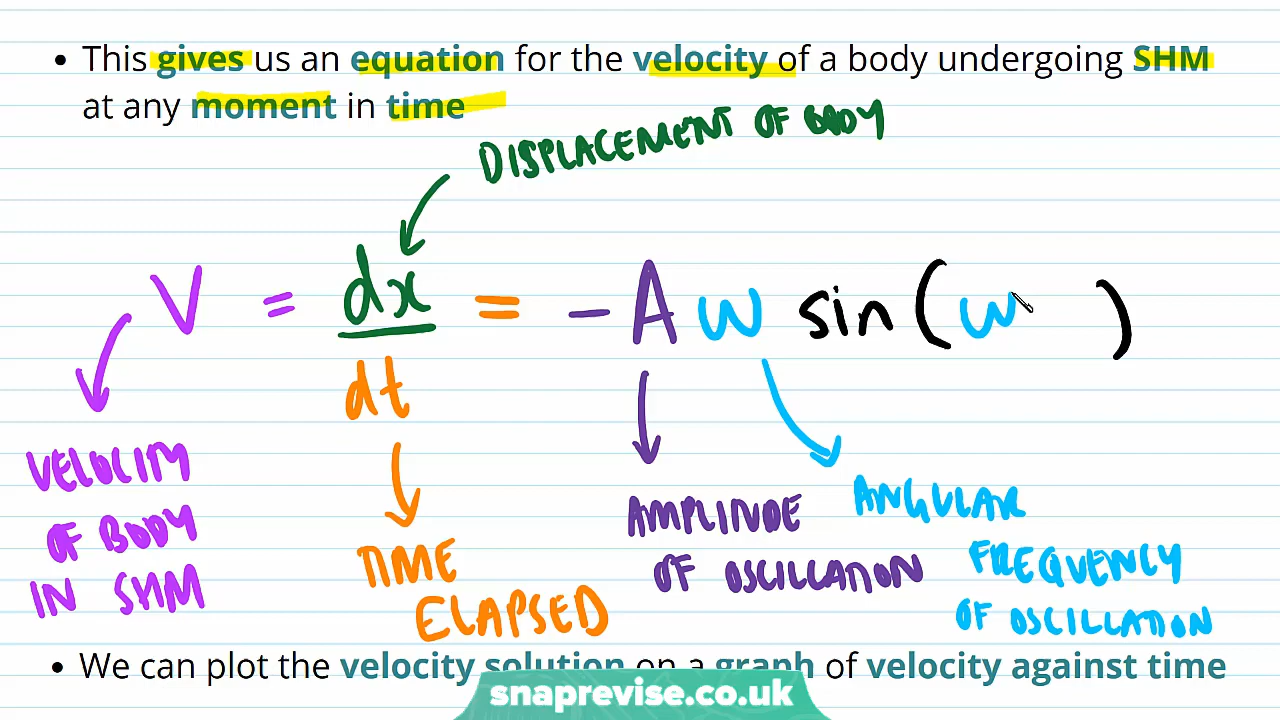 • This gives us an equation for the velocity of a body undergoing SHM
at any moment in time
DISPLACEMENT OF BODY
V = dx/dt = - A ω sin( ω )
VELOCITY
OF BODY
IN SHM
TIME
ELAPSED
AMPLITUDE
OF OSCILLATION
ANGULAR
FREQUENCY
OF OSCILLATION
• We can plot the velocity solution on a graph of velocity against time
snaprevise.co.uk